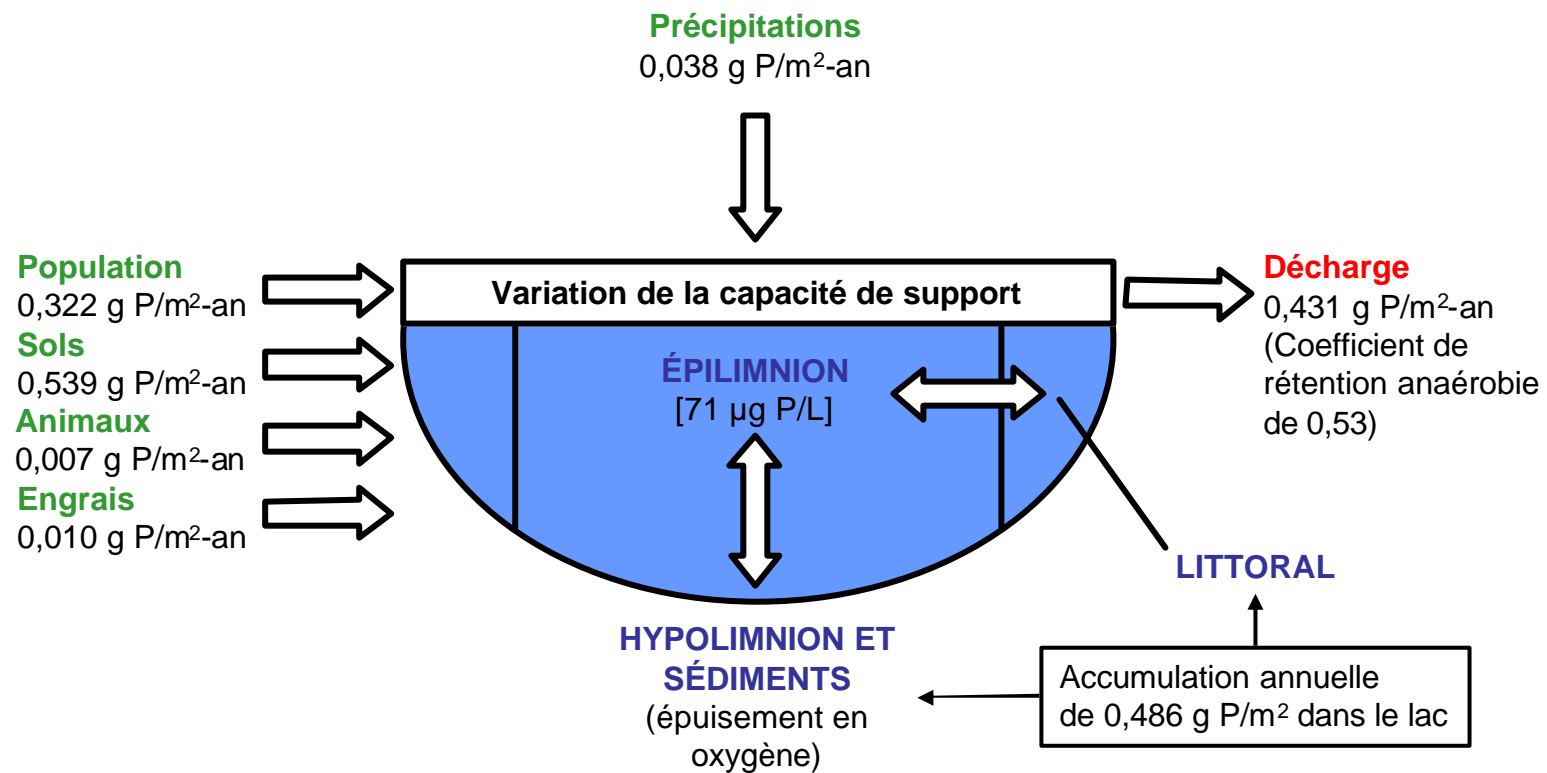 Précipitations
0,038 g P/m²-an
Population
0,322 g P/m²-an
Sols
0,539 g P/m²-an
Animaux
0,007 g P/m²-an
Engrais
0,010 g P/m²-an
Variation de la capacité de support
ÉPILIMNION
[71 µg P/L]
Décharge
0,431 g P/m²-an
(Coefficient de
rétention anaérobie
de 0,53)
LITTORAL
HYPOLIMNION ET
SÉDIMENTS
(épuisement en
oxygène)
Accumulation annuelle
de 0,486 g P/m² dans le lac